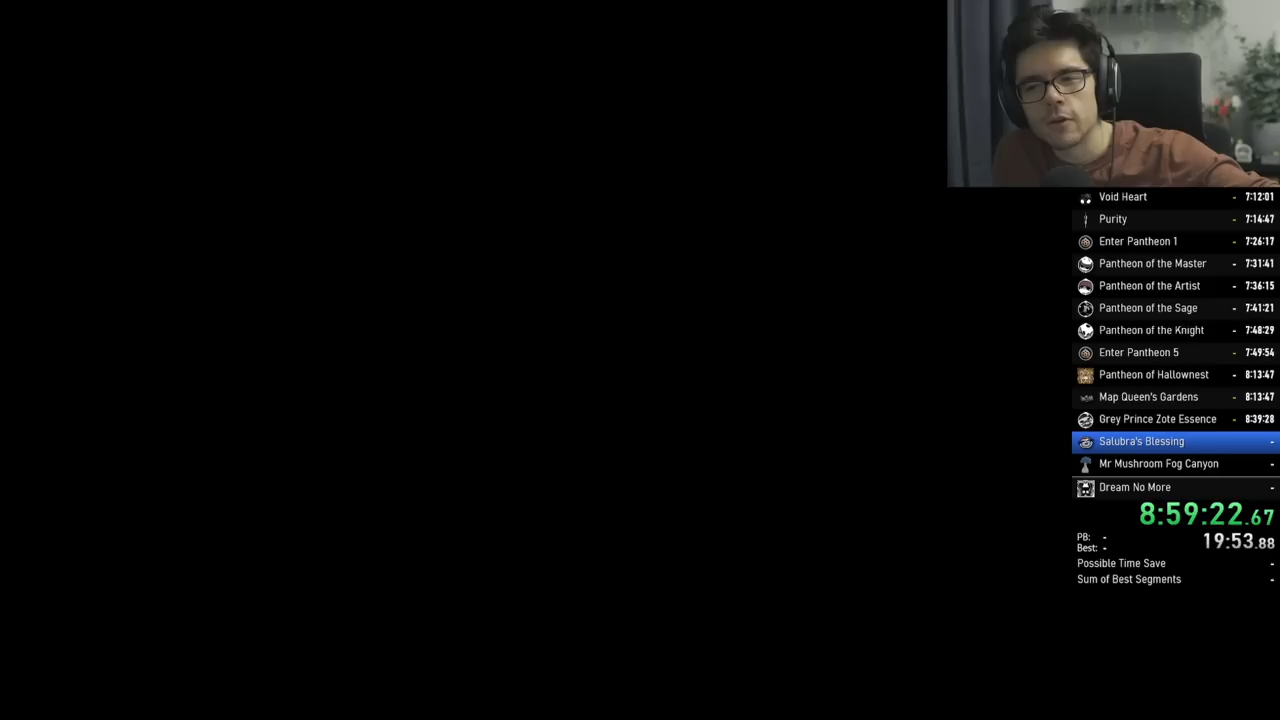 Void Heart - 7:12:01
Purity - 7:14:47
Enter Pantheon 1 - 7:26:17
Pantheon of the Master - 7:31:41
Pantheon of the Artist - 7:36:15
Pantheon of the Sage - 7:41:21
Pantheon of the Knight - 7:48:29
Enter Pantheon 5 - 7:49:54
Pantheon of Hallownest - 8:13:47
Map Queen's Gardens - 8:13:47
Grey Prince Zote Essence - 8:39:28
Salubra's Blessing -
Mr Mushroom Fog Canyon -
Dream No More -
8:59:22.67
PB: - 19:53.88
Best: -
Possible Time Save -
Sum of Best Segments -